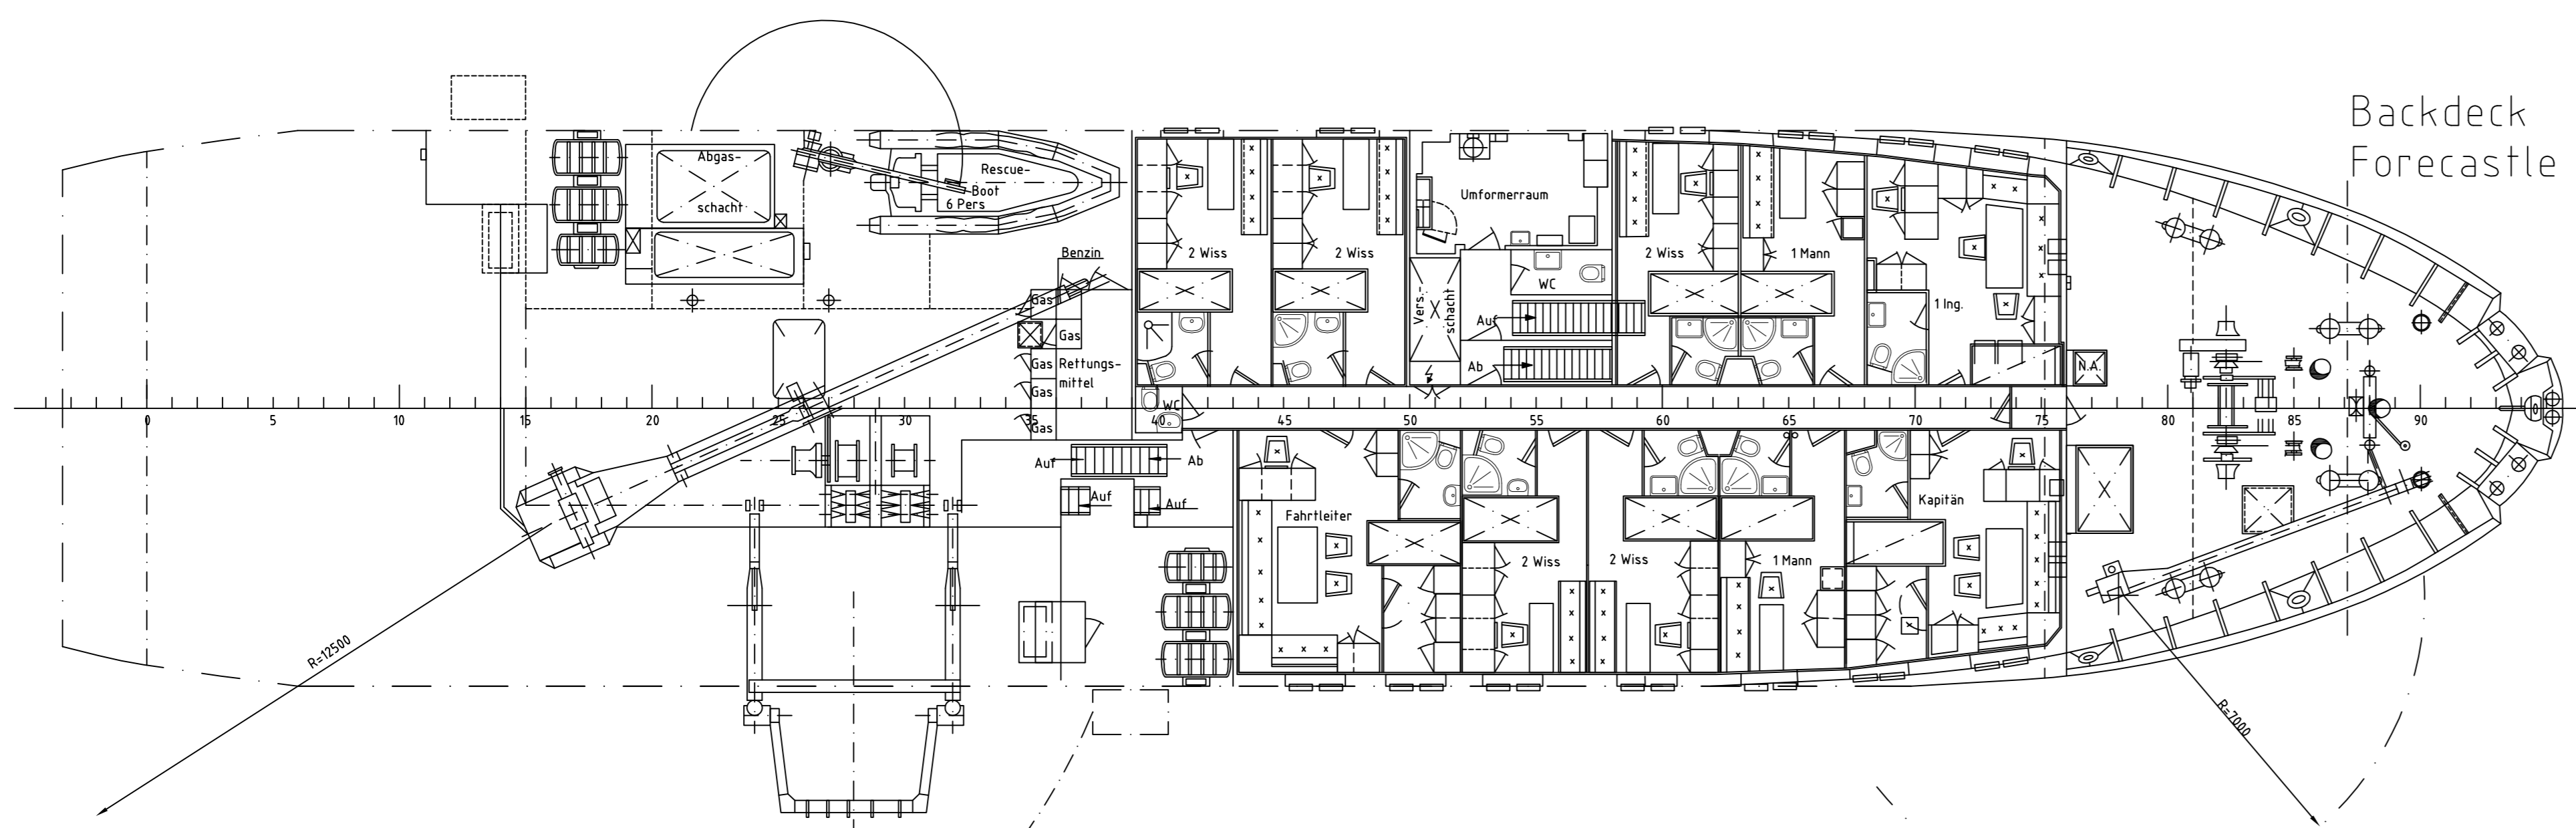 Backdeck
Forecastle
Abgas-
schacht
Rescue-
Boot
6 Pers
Benzin
Gas
Gas
Gas
Gas
Gas
Rettungs-
mittel
2 Wiss
2 Wiss
Umformerraum
WC
Vers.
schacht
Auf
Ab
2 Wiss
1 Mann
1 Ing.
N.A.
WC
0 5 10 15 20 25 30 35 40 45 50 55 60 65 70 75 80 85 90
Auf
Ab
Auf
Auf
Fahrtleiter
2 Wiss
2 Wiss
1 Mann
Kapitän
R=12500
R=7000